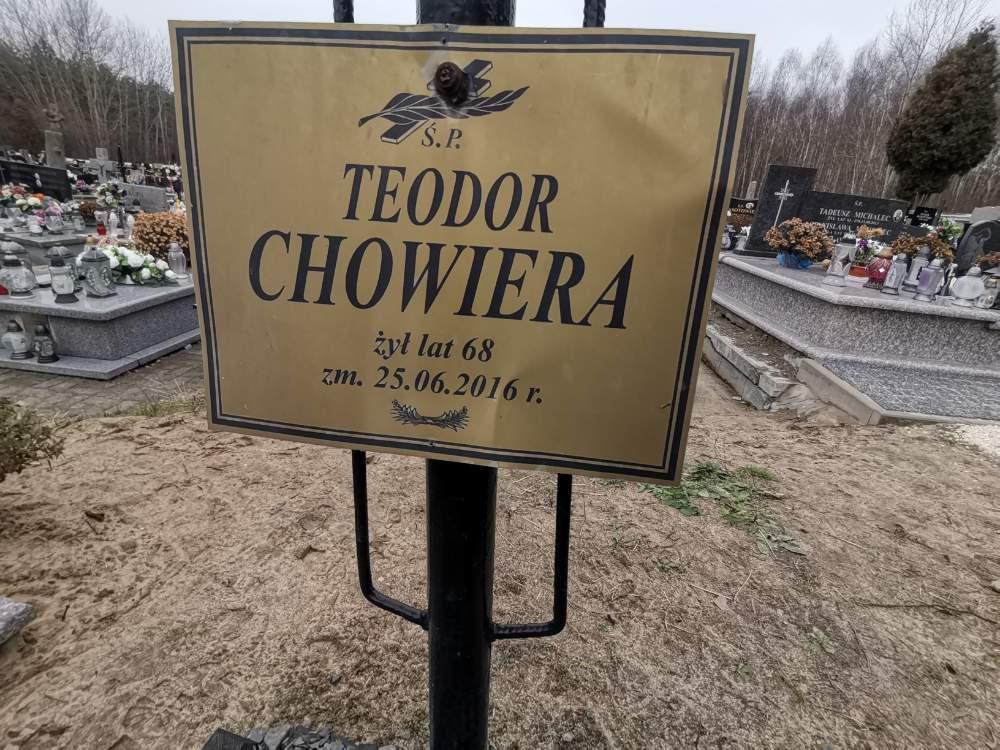 Ś.P.
TEODOR
CHOWIERA
żył lat 68
zm. 25.06.2016 r.
Ś.P.
TADEUSZ MICHALEC